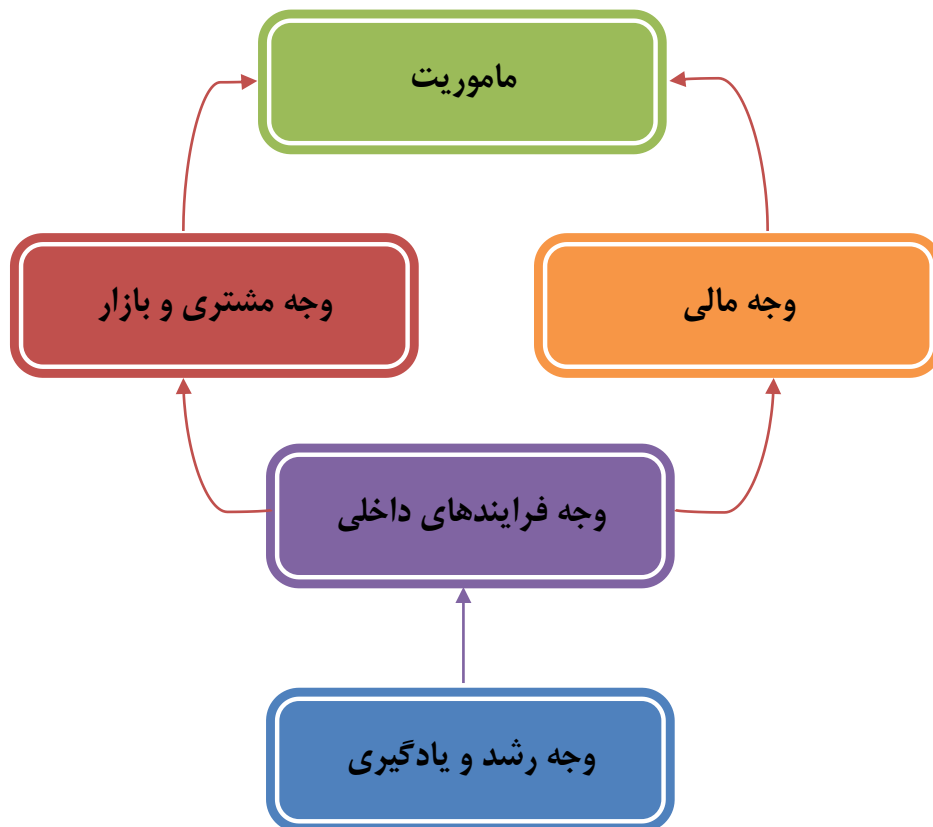 ماموریت
وجه مالی
وجه مشتری و بازار
وجه فرایندهای داخلی
وجه رشد و یادگیری